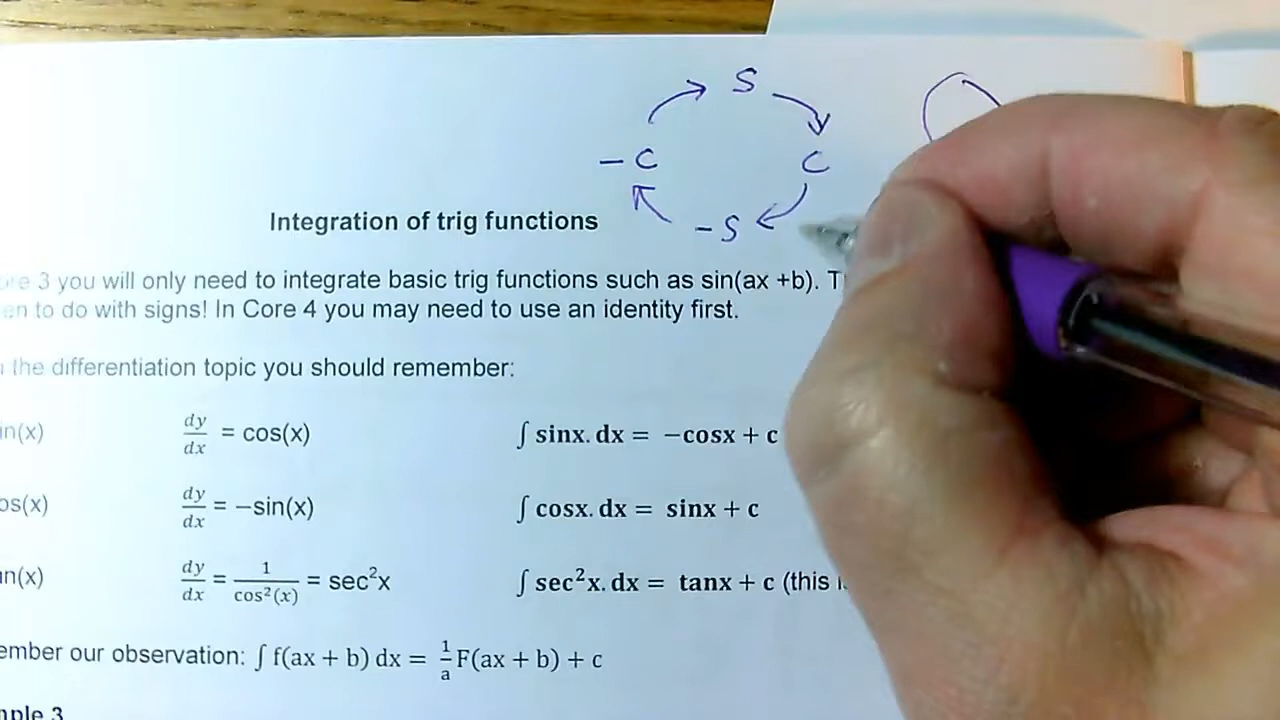 S
- C C
- S
Integration of trig functions
3 you will only need to integrate basic trig functions such as sin(ax +b).
to do with signs! In Core 4 you may need to use an identity first.
the differentiation topic you should remember:
in(x) dy/dx = cos(x) ∫ sinx. dx = −cosx + c
os(x) dy/dx = −sin(x) ∫ cosx. dx = sinx + c
an(x) dy/dx = 1/cos²(x) = sec²x ∫ sec²x. dx = tanx + c (this
ember our observation: ∫ f(ax + b) dx = 1/a F(ax + b) + c
mple 3